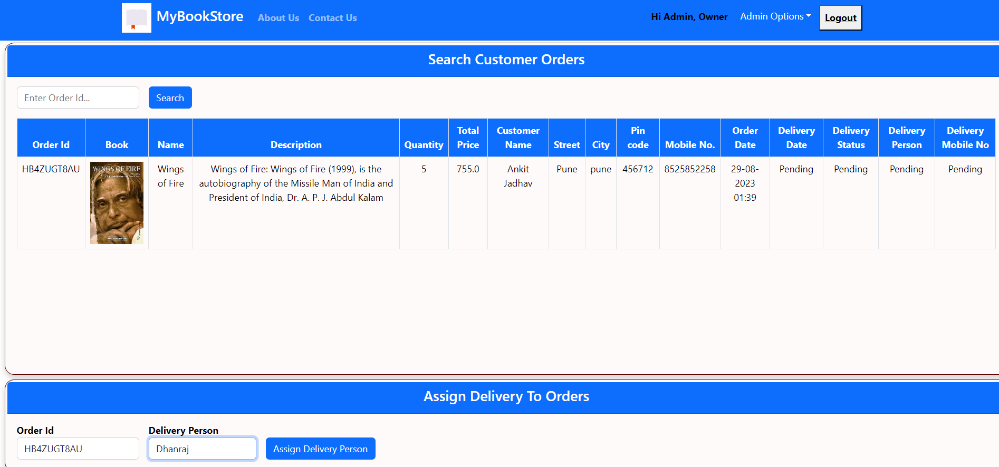 MyBookStore About Us Contact Us Hi Admin, Owner Admin Options Logout
Search Customer Orders
Enter Order Id... Search
Order Id Book Name Description Quantity Total Price Customer Name Street City Pin code Mobile No. Order Date Delivery Date Delivery Status Delivery Person Delivery Mobile No
HB4ZUGT8AU
WINGS OF FIRE
Wings
of Fire
Wings of Fire: Wings of Fire (1999), is the
autobiography of the Missile Man of India and
President of India, Dr. A. P. J. Abdul Kalam
5
755.0
Ankit
Jadhav
Pune
pune
456712
8525852258
29-08-
2023
01:39
Pending
Pending
Pending
Pending
Assign Delivery To Orders
Order Id Delivery Person
HB4ZUGT8AU Dhanraj Assign Delivery Person